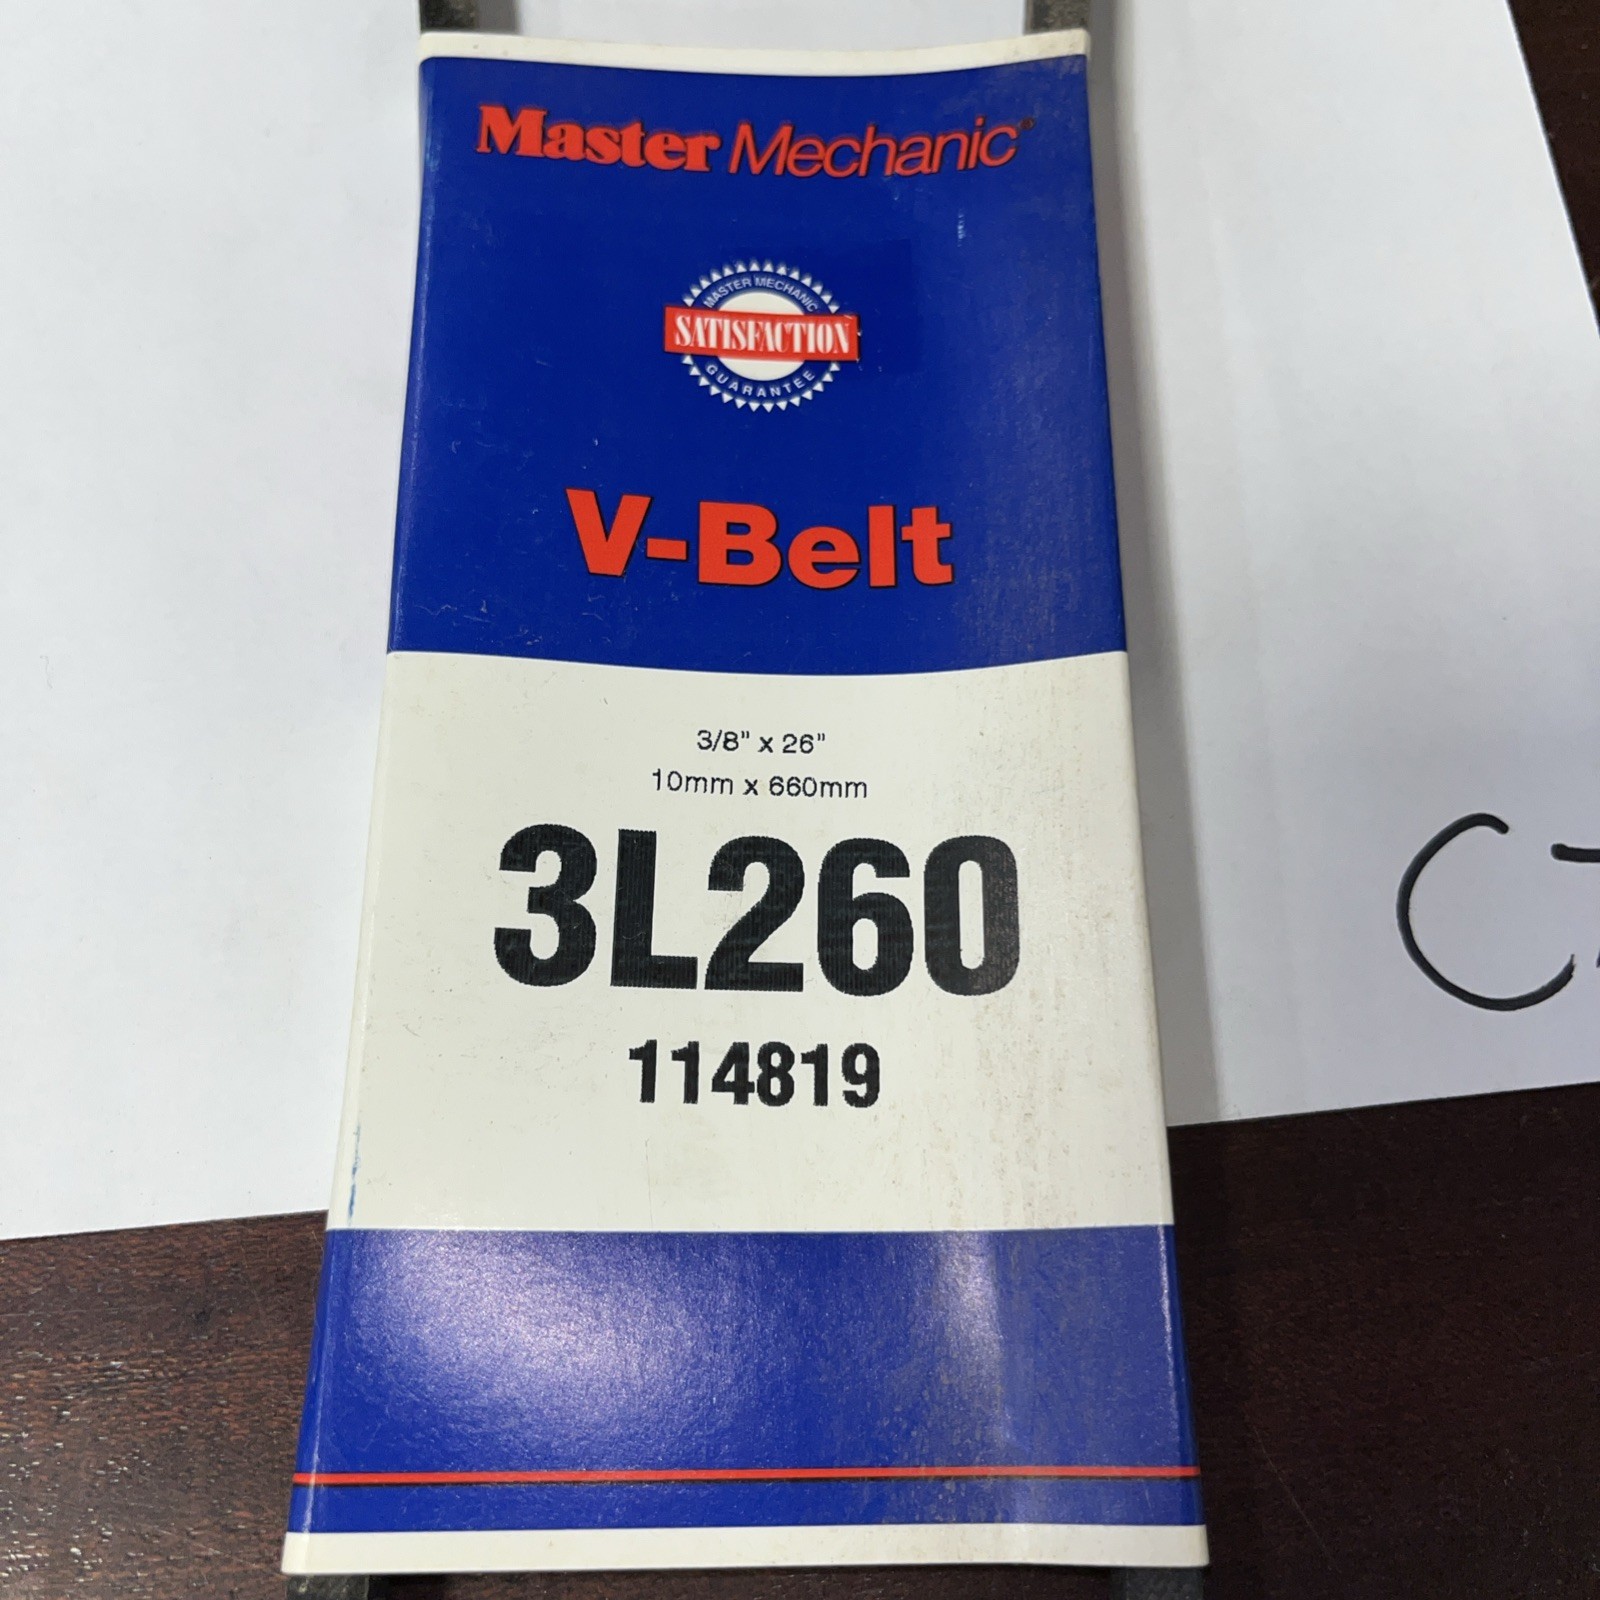 Master Mechanic®
MASTER MECHANIC
SATISFACTION
GUARANTEE
V-Belt
3/8" x 26"
10mm x 660mm
3L260
114819
C